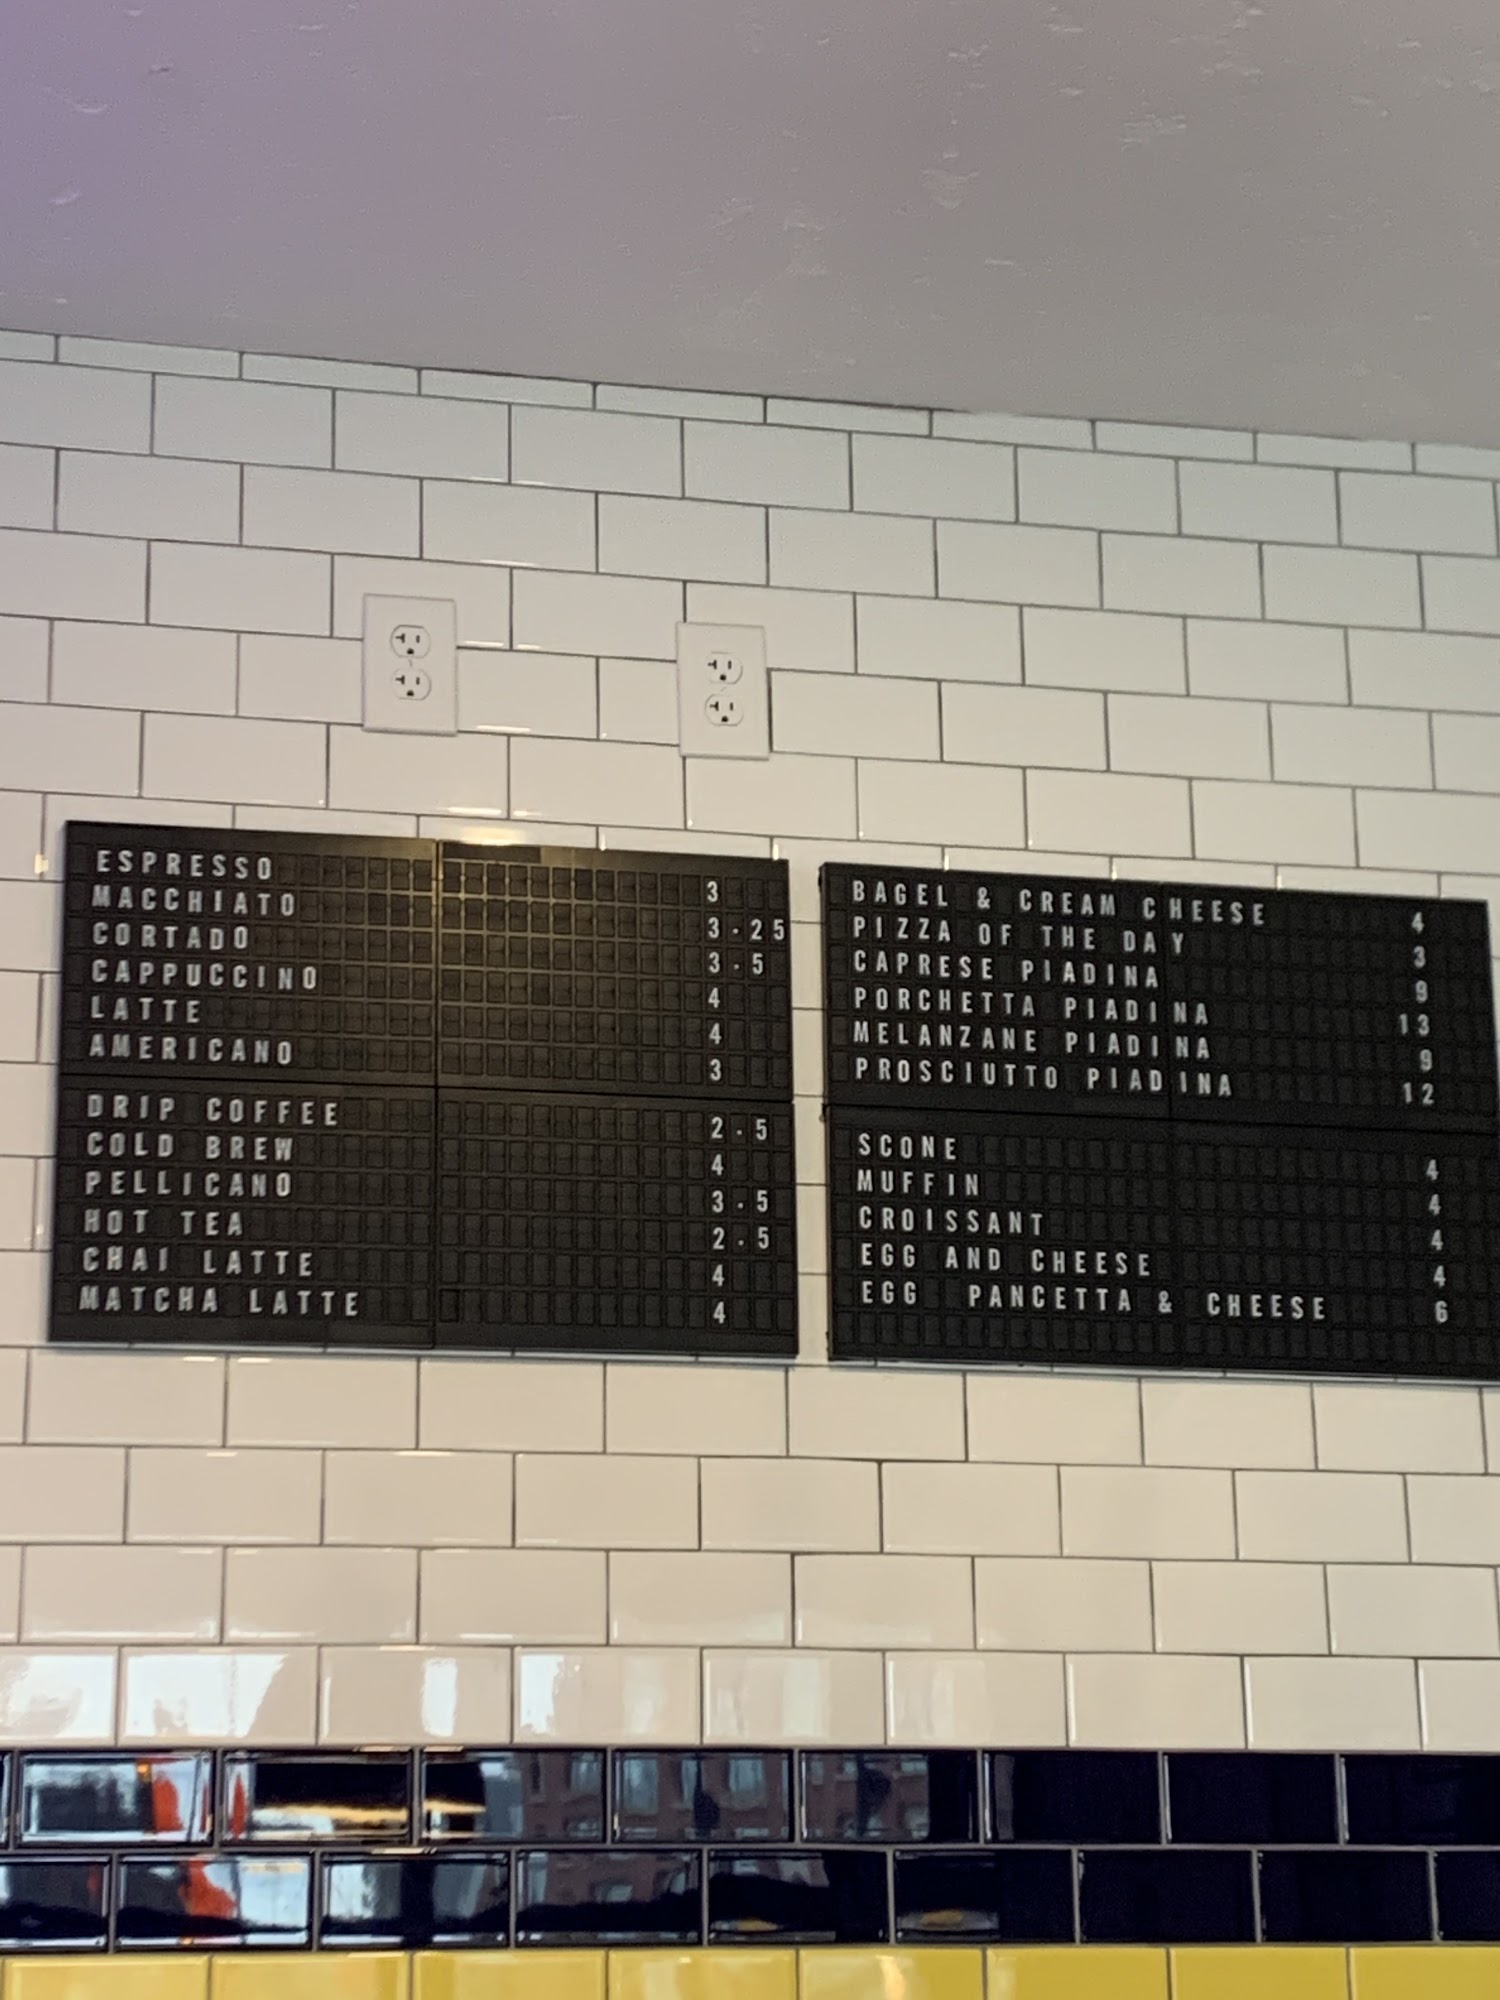 ESPRESSO 3
MACCHIATO 3.25
CORTADO 3.5
CAPPUCCINO 4
LATTE 4
AMERICANO 3
DRIP COFFEE 2.5
COLD BREW 4
PELLICANO 3.5
HOT TEA 2.5
CHAI LATTE 4
MATCHA LATTE 4
BAGEL & CREAM CHEESE 4
PIZZA OF THE DAY 3
CAPRESE PIADINA 9
PORCHETTA PIADINA 13
MELANZANE PIADINA 9
PROSCIUTTO PIADINA 12
SCONE 4
MUFFIN 4
CROISSANT 4
EGG AND CHEESE 4
EGG PANCETTA & CHEESE 6